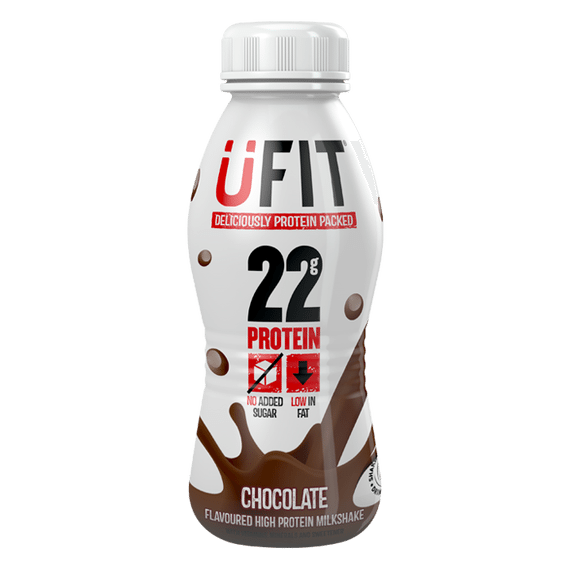 ÜFIT
DELICIOUSLY PROTEIN PACKED
22g
PROTEIN
NO ADDED
SUGAR
LOW IN
FAT
CHOCOLATE
FLAVOURED HIGH PROTEIN MILKSHAKE